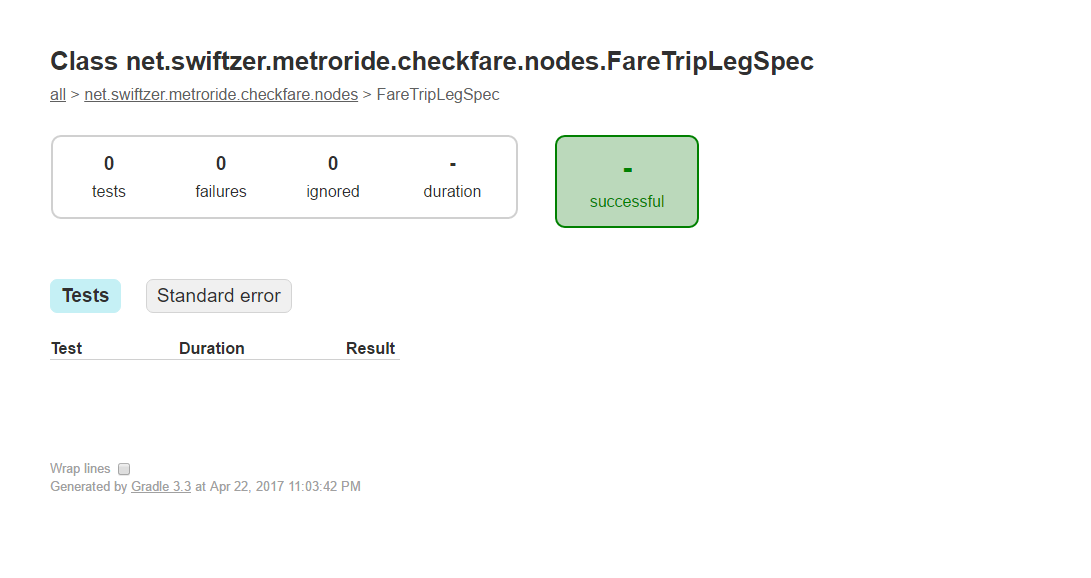 Class net.swiftzer.metroride.checkfare.nodes.FareTripLegSpec
all > net.swiftzer.metroride.checkfare.nodes > FareTripLegSpec
0 0 0 - -
tests failures ignored duration successful
Tests Standard error
Test Duration Result
Wrap lines
Generated by Gradle 3.3 at Apr 22, 2017 11:03:42 PM